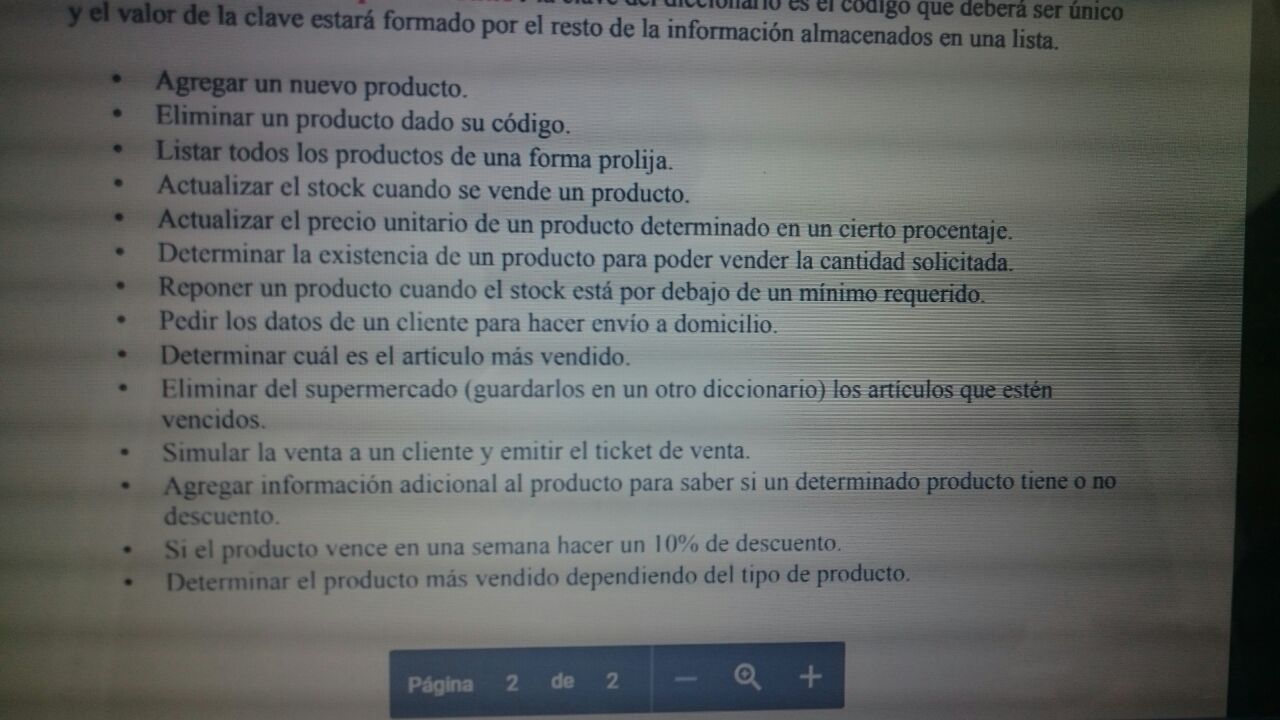 la clave del diccionario es el código que deberá ser único
y el valor de la clave estará formado por el resto de la información almacenados en una lista.
• Agregar un nuevo producto.
• Eliminar un producto dado su código.
• Listar todos los productos de una forma prolija.
• Actualizar el stock cuando se vende un producto.
• Actualizar el precio unitario de un producto determinado en un cierto procentaje.
• Determinar la existencia de un producto para poder vender la cantidad solicitada.
• Reponer un producto cuando el stock está por debajo de un mínimo requerido.
• Pedir los datos de un cliente para hacer envío a domicilio.
• Determinar cuál es el artículo más vendido.
• Eliminar del supermercado (guardarlos en un otro diccionario) los artículos que estén
vencidos.
• Simular la venta a un cliente y emitir el ticket de venta.
• Agregar información adicional al producto para saber si un determinado producto tiene o no
descuento.
• Si el producto vence en una semana hacer un 10% de descuento.
• Determinar el producto más vendido dependiendo del tipo de producto.
Página 2 de 2